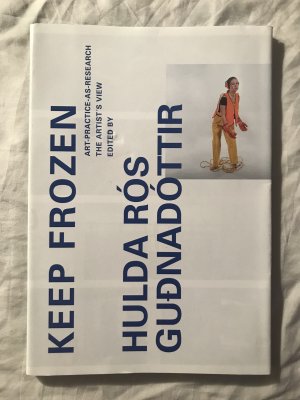 KEEP FROZEN
ART-PRACTICE-AS-RESEARCH
THE ARTIST'S VIEW
EDITED BY
HULDA RÓS
GUÐNADÓTTIR